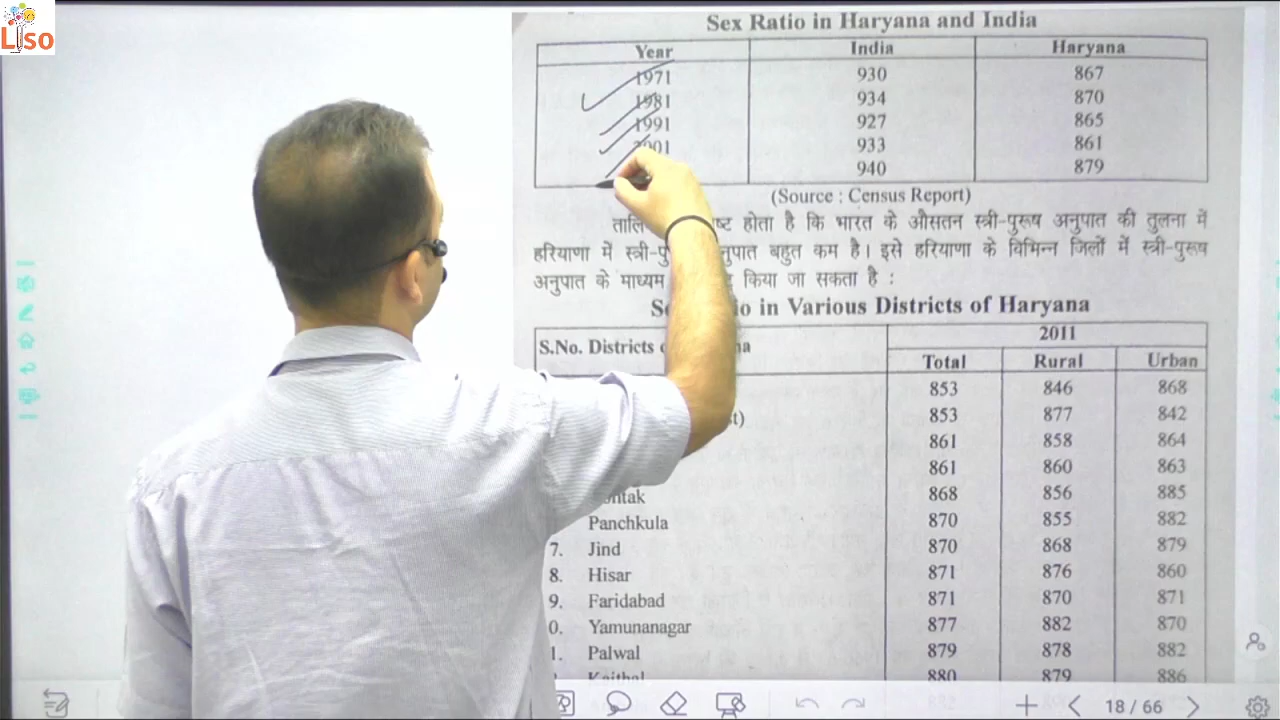 Liso
Sex Ratio in Haryana and India
Year India Haryana
1971 930 867
1981 934 870
1991 927 865
2001 933 861
940 879
(Source : Census Report)
होता है कि भारत के औसतन स्त्री-पुरूष अनुपात की तुलना में
हरियाणा में बहुत कम है। इसे हरियाणा के विभिन्न जिलों में स्त्री-पुरूष
अनुपात के माध्यम किया जा सकता है :
in Various Districts of Haryana
S.No. Districts 2011
Total Rural Urban
853 846 868
853 877 842
861 858 864
861 860 863
868 856 885
Panchkula 870 855 882
7. Jind 870 868 879
8. Hisar 871 876 860
9. Faridabad 871 870 871
0. Yamunanagar 877 882 870
1. Palwal 879 878 882
Kaithal 880 879 886
18 / 66